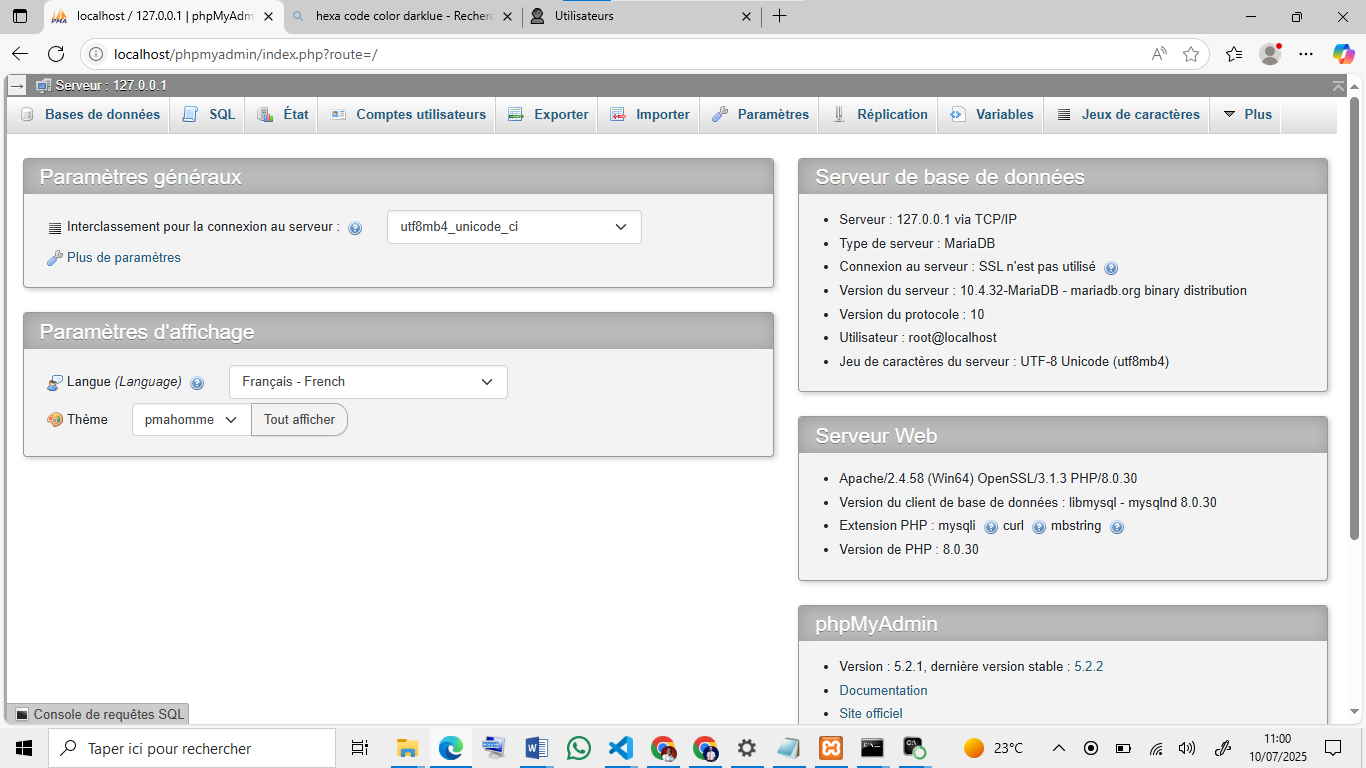 localhost / 127.0.0.1 | phpMyAdm
hexa code color darklue - Recherc
Utilisateurs
localhost/phpmyadmin/index.php?route=/
Serveur : 127.0.0.1
Bases de données
SQL
État
Comptes utilisateurs
Exporter
Importer
Paramètres
Réplication
Variables
Jeux de caractères
Plus
Paramètres généraux
Interclassement pour la connexion au serveur :
utf8mb4_unicode_ci
Plus de paramètres
Paramètres d'affichage
Langue (Language)
Français - French
Thème
pmahomme
Tout afficher
Serveur de base de données
Serveur : 127.0.0.1 via TCP/IP
Type de serveur : MariaDB
Connexion au serveur : SSL n'est pas utilisé
Version du serveur : 10.4.32-MariaDB - mariadb.org binary distribution
Version du protocole : 10
Utilisateur : root@localhost
Jeu de caractères du serveur : UTF-8 Unicode (utf8mb4)
Serveur Web
Apache/2.4.58 (Win64) OpenSSL/3.1.3 PHP/8.0.30
Version du client de base de données : libmysql - mysqlnd 8.0.30
Extension PHP : mysqli curl mbstring
Version de PHP : 8.0.30
phpMyAdmin
Version : 5.2.1, dernière version stable : 5.2.2
Documentation
Site officiel
Console de requêtes SQL
Taper ici pour rechercher
23°C
11:00
10/07/2025